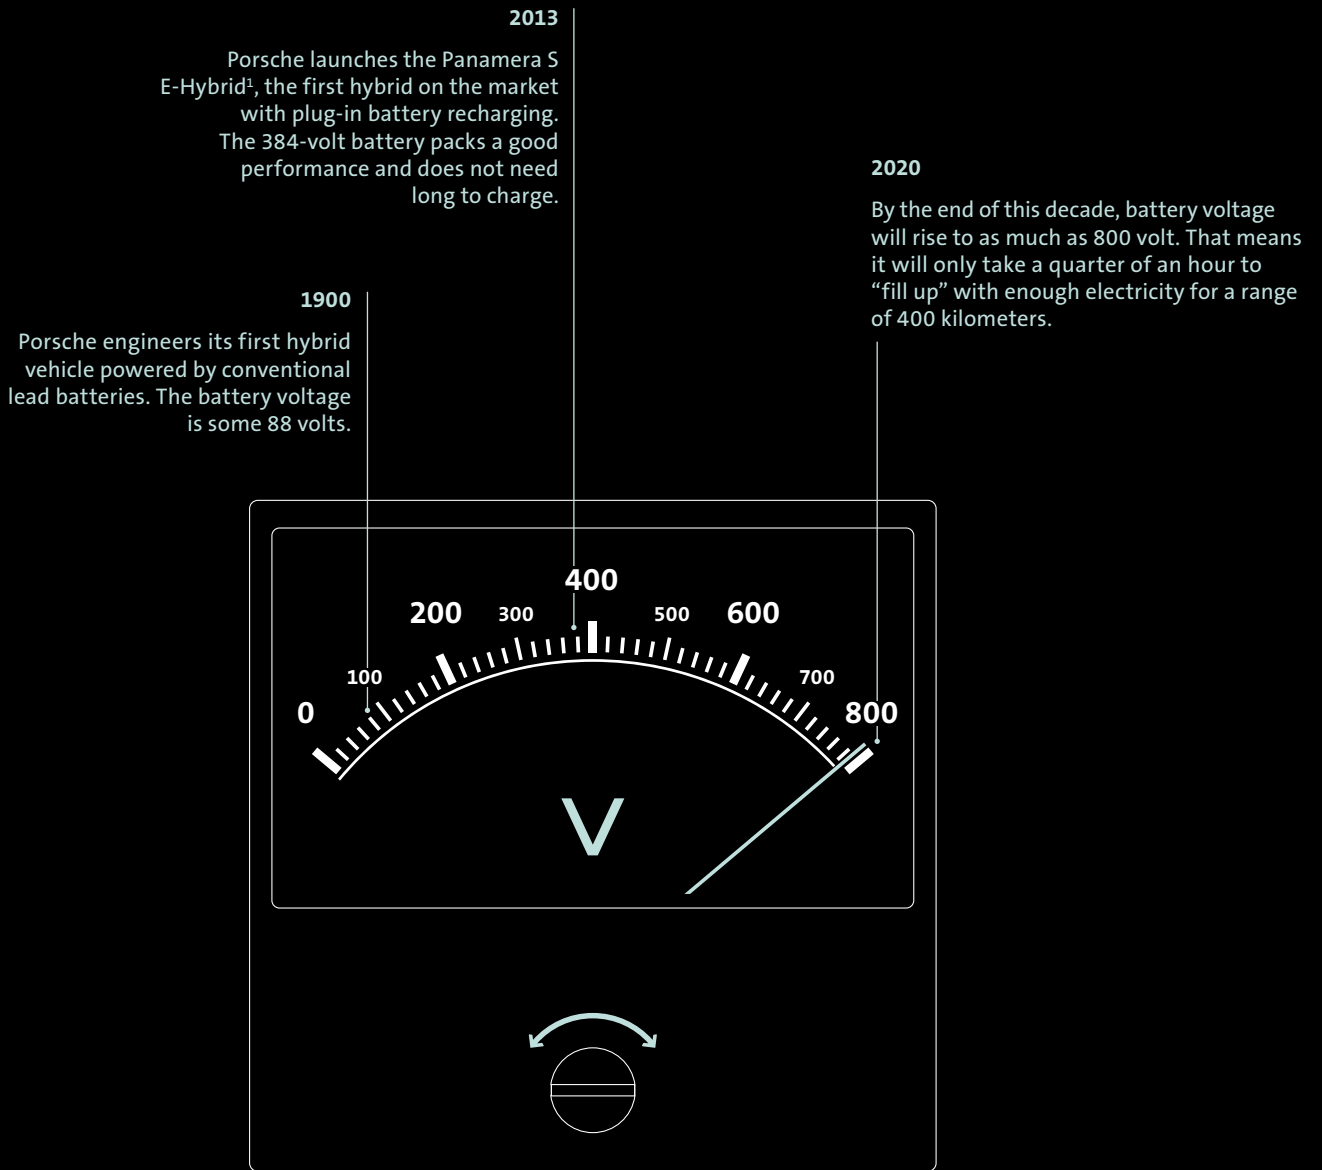 2013
Porsche launches the Panamera S
E-Hybrid¹, the first hybrid on the market
with plug-in battery recharging.
The 384-volt battery packs a good
performance and does not need
long to charge.
2020
By the end of this decade, battery voltage
will rise to as much as 800 volt. That means
it will only take a quarter of an hour to
“fill up” with enough electricity for a range
of 400 kilometers.
1900
Porsche engineers its first hybrid
vehicle powered by conventional
lead batteries. The battery voltage
is some 88 volts.
0
100
200
300
400
500
600
700
800
V